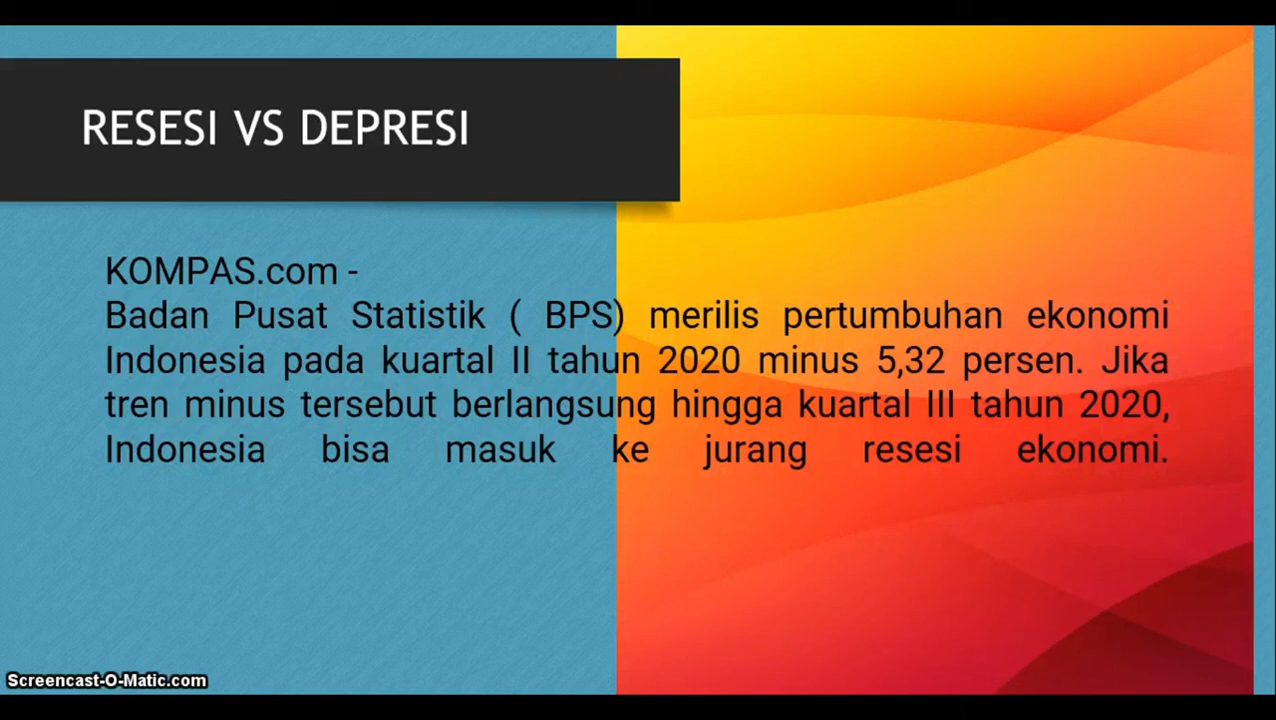 RESESI VS DEPRESI
KOMPAS.com -
Badan Pusat Statistik ( BPS) merilis pertumbuhan ekonomi
Indonesia pada kuartal II tahun 2020 minus 5,32 persen. Jika
tren minus tersebut berlangsung hingga kuartal III tahun 2020,
Indonesia bisa masuk ke jurang resesi ekonomi.
Screencast-O-Matic.com